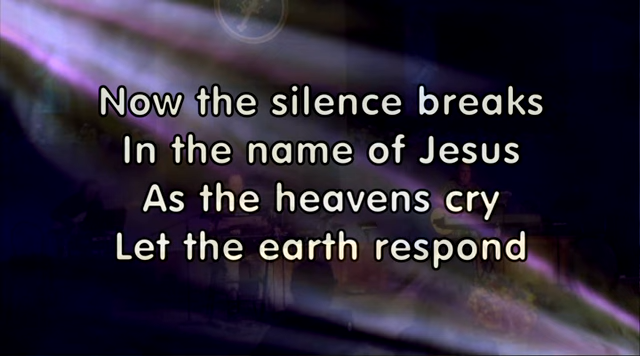 Now the silence breaks
In the name of Jesus
As the heavens cry
Let the earth respond